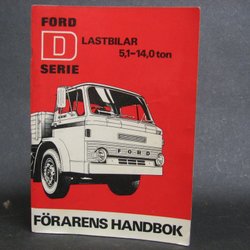 FORD
D LASTBILAR
5,1-14,0 ton
SERIE
FORD
FÖRARENS HANDBOK